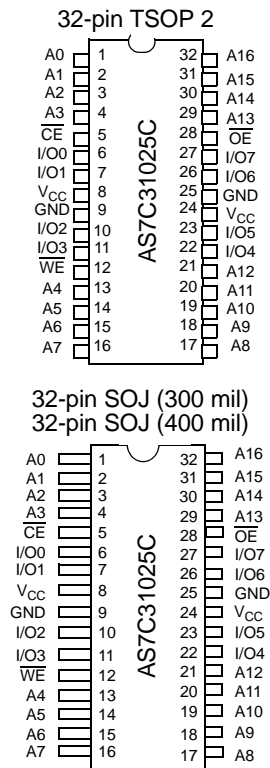 32-pin TSOP 2
A0 1 32 A16
A1 2 31 A15
A2 3 30 A14
A3 4 29 A13
C̅E̅ 5 28 O̅E̅
I/O0 6 27 I/O7
I/O1 7 26 I/O6
VCC 8 25 GND
GND 9 24 VCC
I/O2 10 23 I/O5
I/O3 11 22 I/O4
W̅E̅ 12 21 A12
A4 13 20 A11
A5 14 19 A10
A6 15 18 A9
A7 16 17 A8
AS7C31025C
32-pin SOJ (300 mil)
32-pin SOJ (400 mil)
A0 1 32 A16
A1 2 31 A15
A2 3 30 A14
A3 4 29 A13
C̅E̅ 5 28 O̅E̅
I/O0 6 27 I/O7
I/O1 7 26 I/O6
VCC 8 25 GND
GND 9 24 VCC
I/O2 10 23 I/O5
I/O3 11 22 I/O4
W̅E̅ 12 21 A12
A4 13 20 A11
A5 14 19 A10
A6 15 18 A9
A7 16 17 A8
AS7C31025C